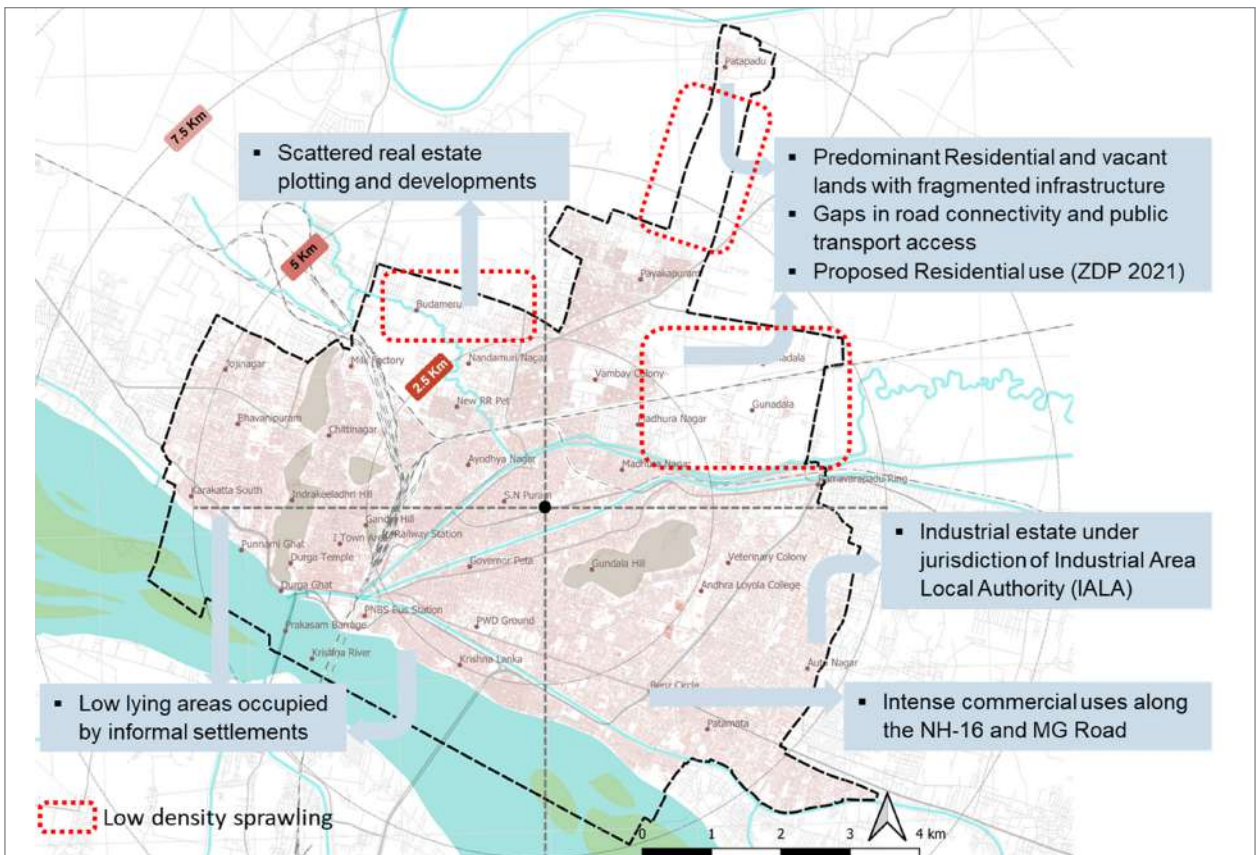 Patapadu
7.5 Km
▪ Scattered real estate
plotting and developments
▪ Predominant Residential and vacant
lands with fragmented infrastructure
▪ Gaps in road connectivity and public
transport access
▪ Proposed Residential use (ZDP 2021)
5 Km
Payakapuram
Budameru
Jojinagar
Milk Factory
Nandamuri Nagar
2.5 Km
Vambay Colony
New RR Pet
Gunadala
Bhavanipuram
Madhura Nagar
Chittinagar
Ayodhya Nagar
Madhura Nagar
Karakatta South
Indrakeeladhri Hill
S.N Puram
Ramavarapadu Ring
Gandhi Hill
I Town Area
Railway Station
Punnami Ghat
Durga Temple
Governor Peta
Gundala Hill
Veterinary Colony
▪ Industrial estate under
jurisdiction of Industrial Area
Local Authority (IALA)
Durga Ghat
Andhra Loyola College
PNBS Bus Station
Prakasam Barrage
PWD Ground
Krishna River
Krishna Lanka
Auto Nagar
Benz Circle
▪ Low lying areas occupied
by informal settlements
▪ Intense commercial uses along
the NH-16 and MG Road
Patamata
Low density sprawling
0 1 2 3 4 km